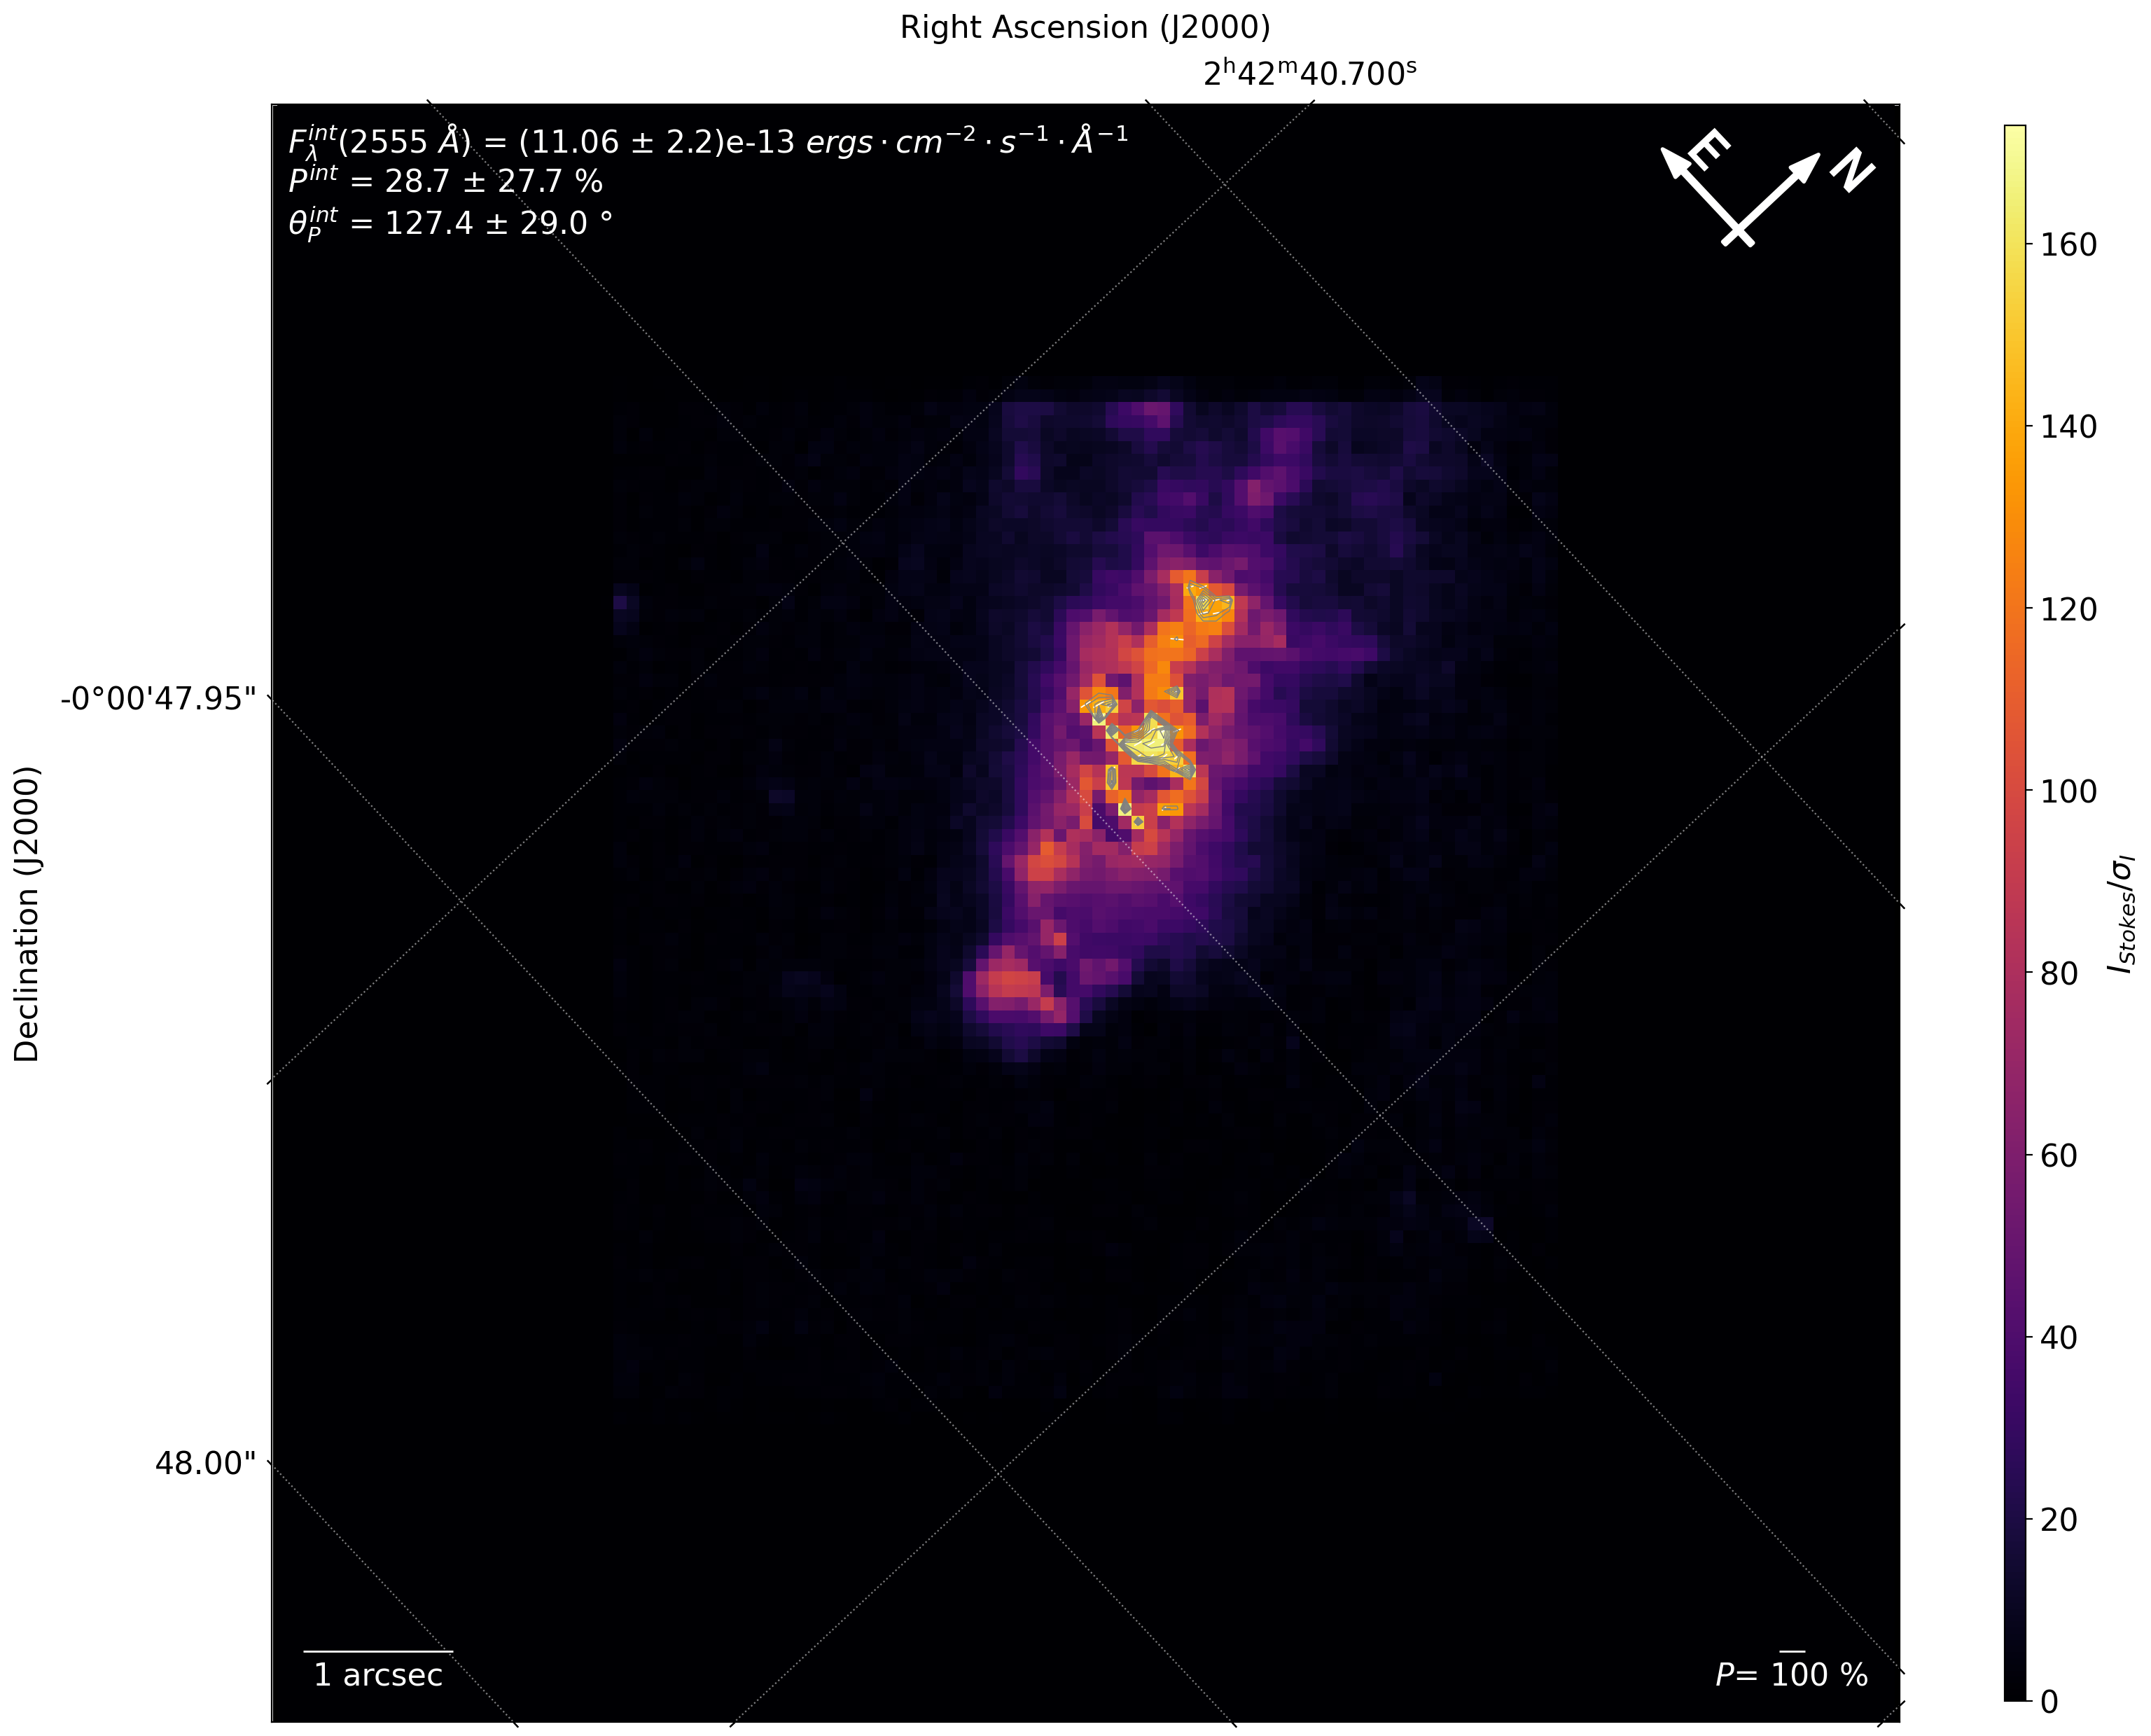 Right Ascension (J2000)
2ʰ42ᵐ40.700ˢ
F_λ^int(2555 Å) = (11.06 ± 2.2)e-13 ergs · cm⁻² · s⁻¹ · Å⁻¹
P^int = 28.7 ± 27.7 %
θ_P^int = 127.4 ± 29.0 °
E
N
Declination (J2000)
-0°00'47.95"
48.00"
1 arcsec
P= 100 %
160
140
120
100
80
60
40
20
0
I_Stokes/σ_I